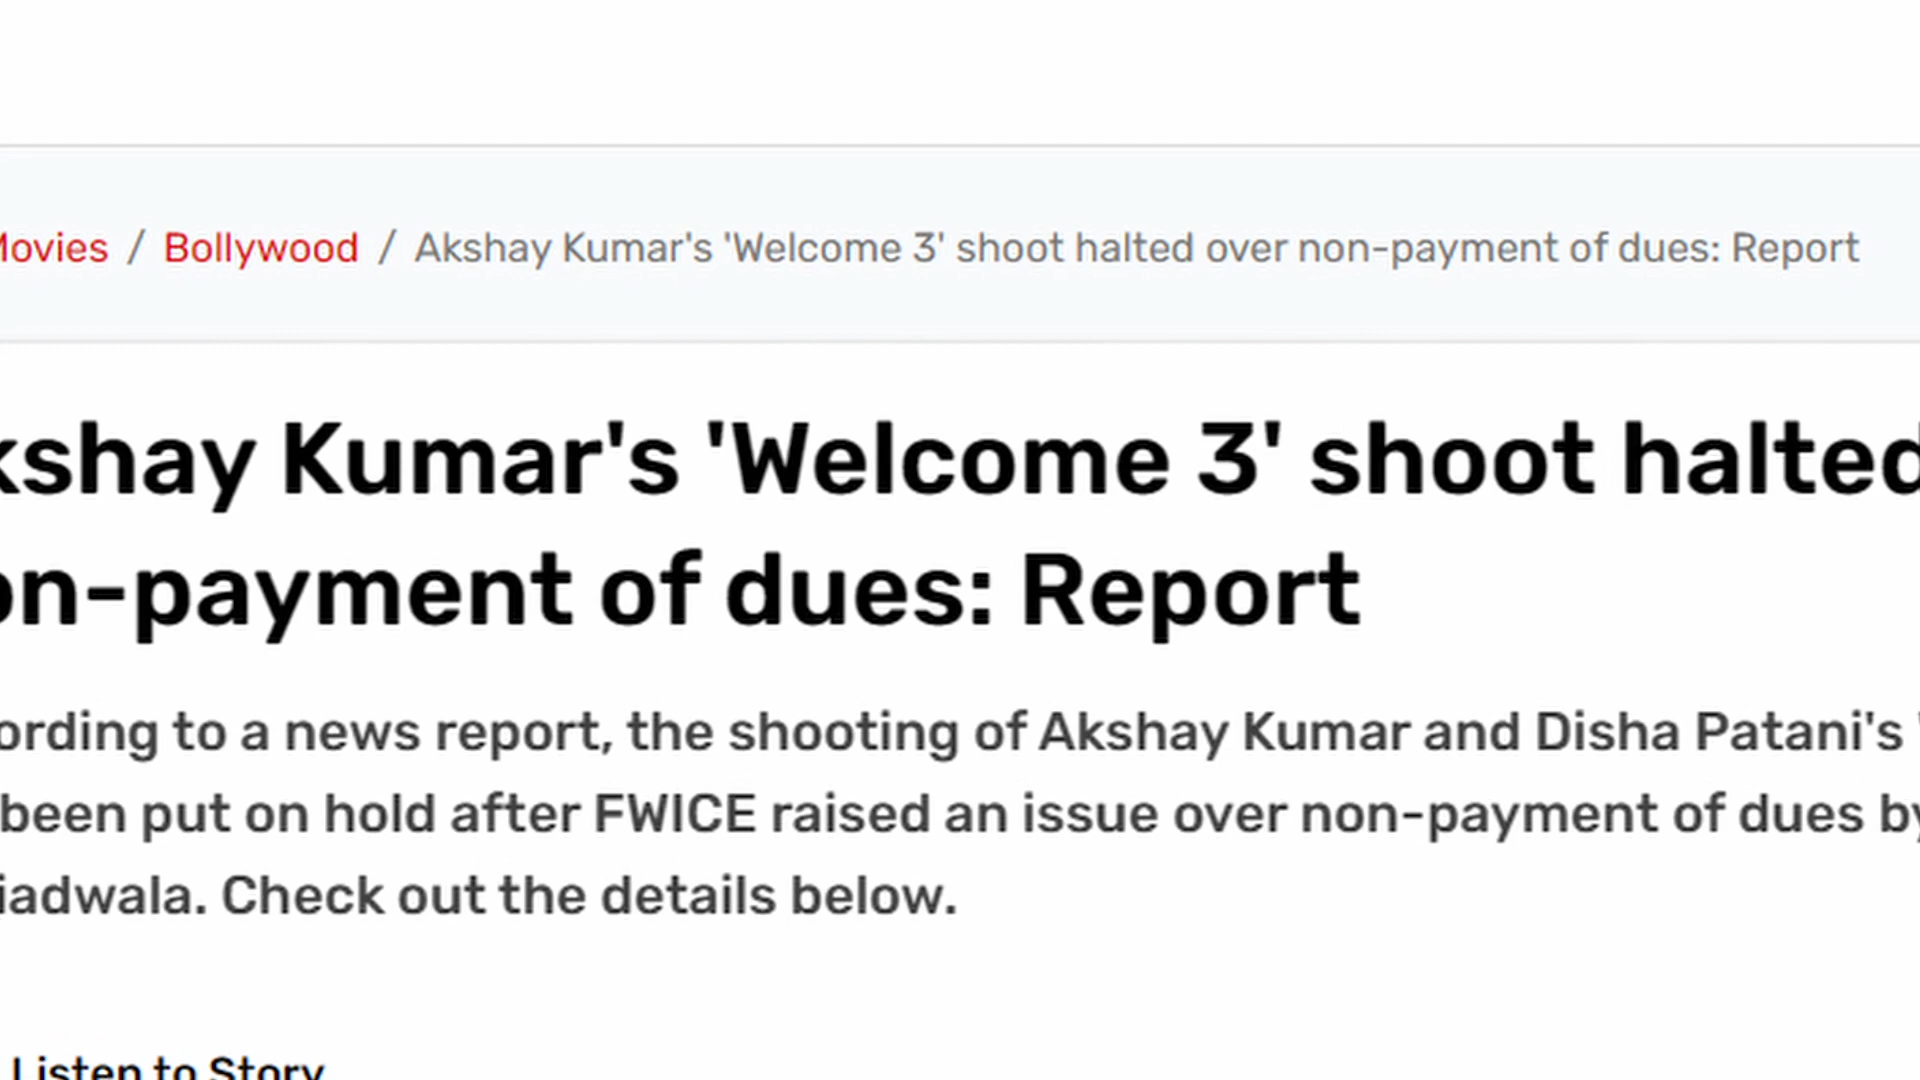 Movies / Bollywood / Akshay Kumar's 'Welcome 3' shoot halted over non-payment of dues: Report
kshay Kumar's 'Welcome 3' shoot halted
on-payment of dues: Report
ording to a news report, the shooting of Akshay Kumar and Disha Patani's '
been put on hold after FWICE raised an issue over non-payment of dues by
iadwala. Check out the details below.
Listen to Story